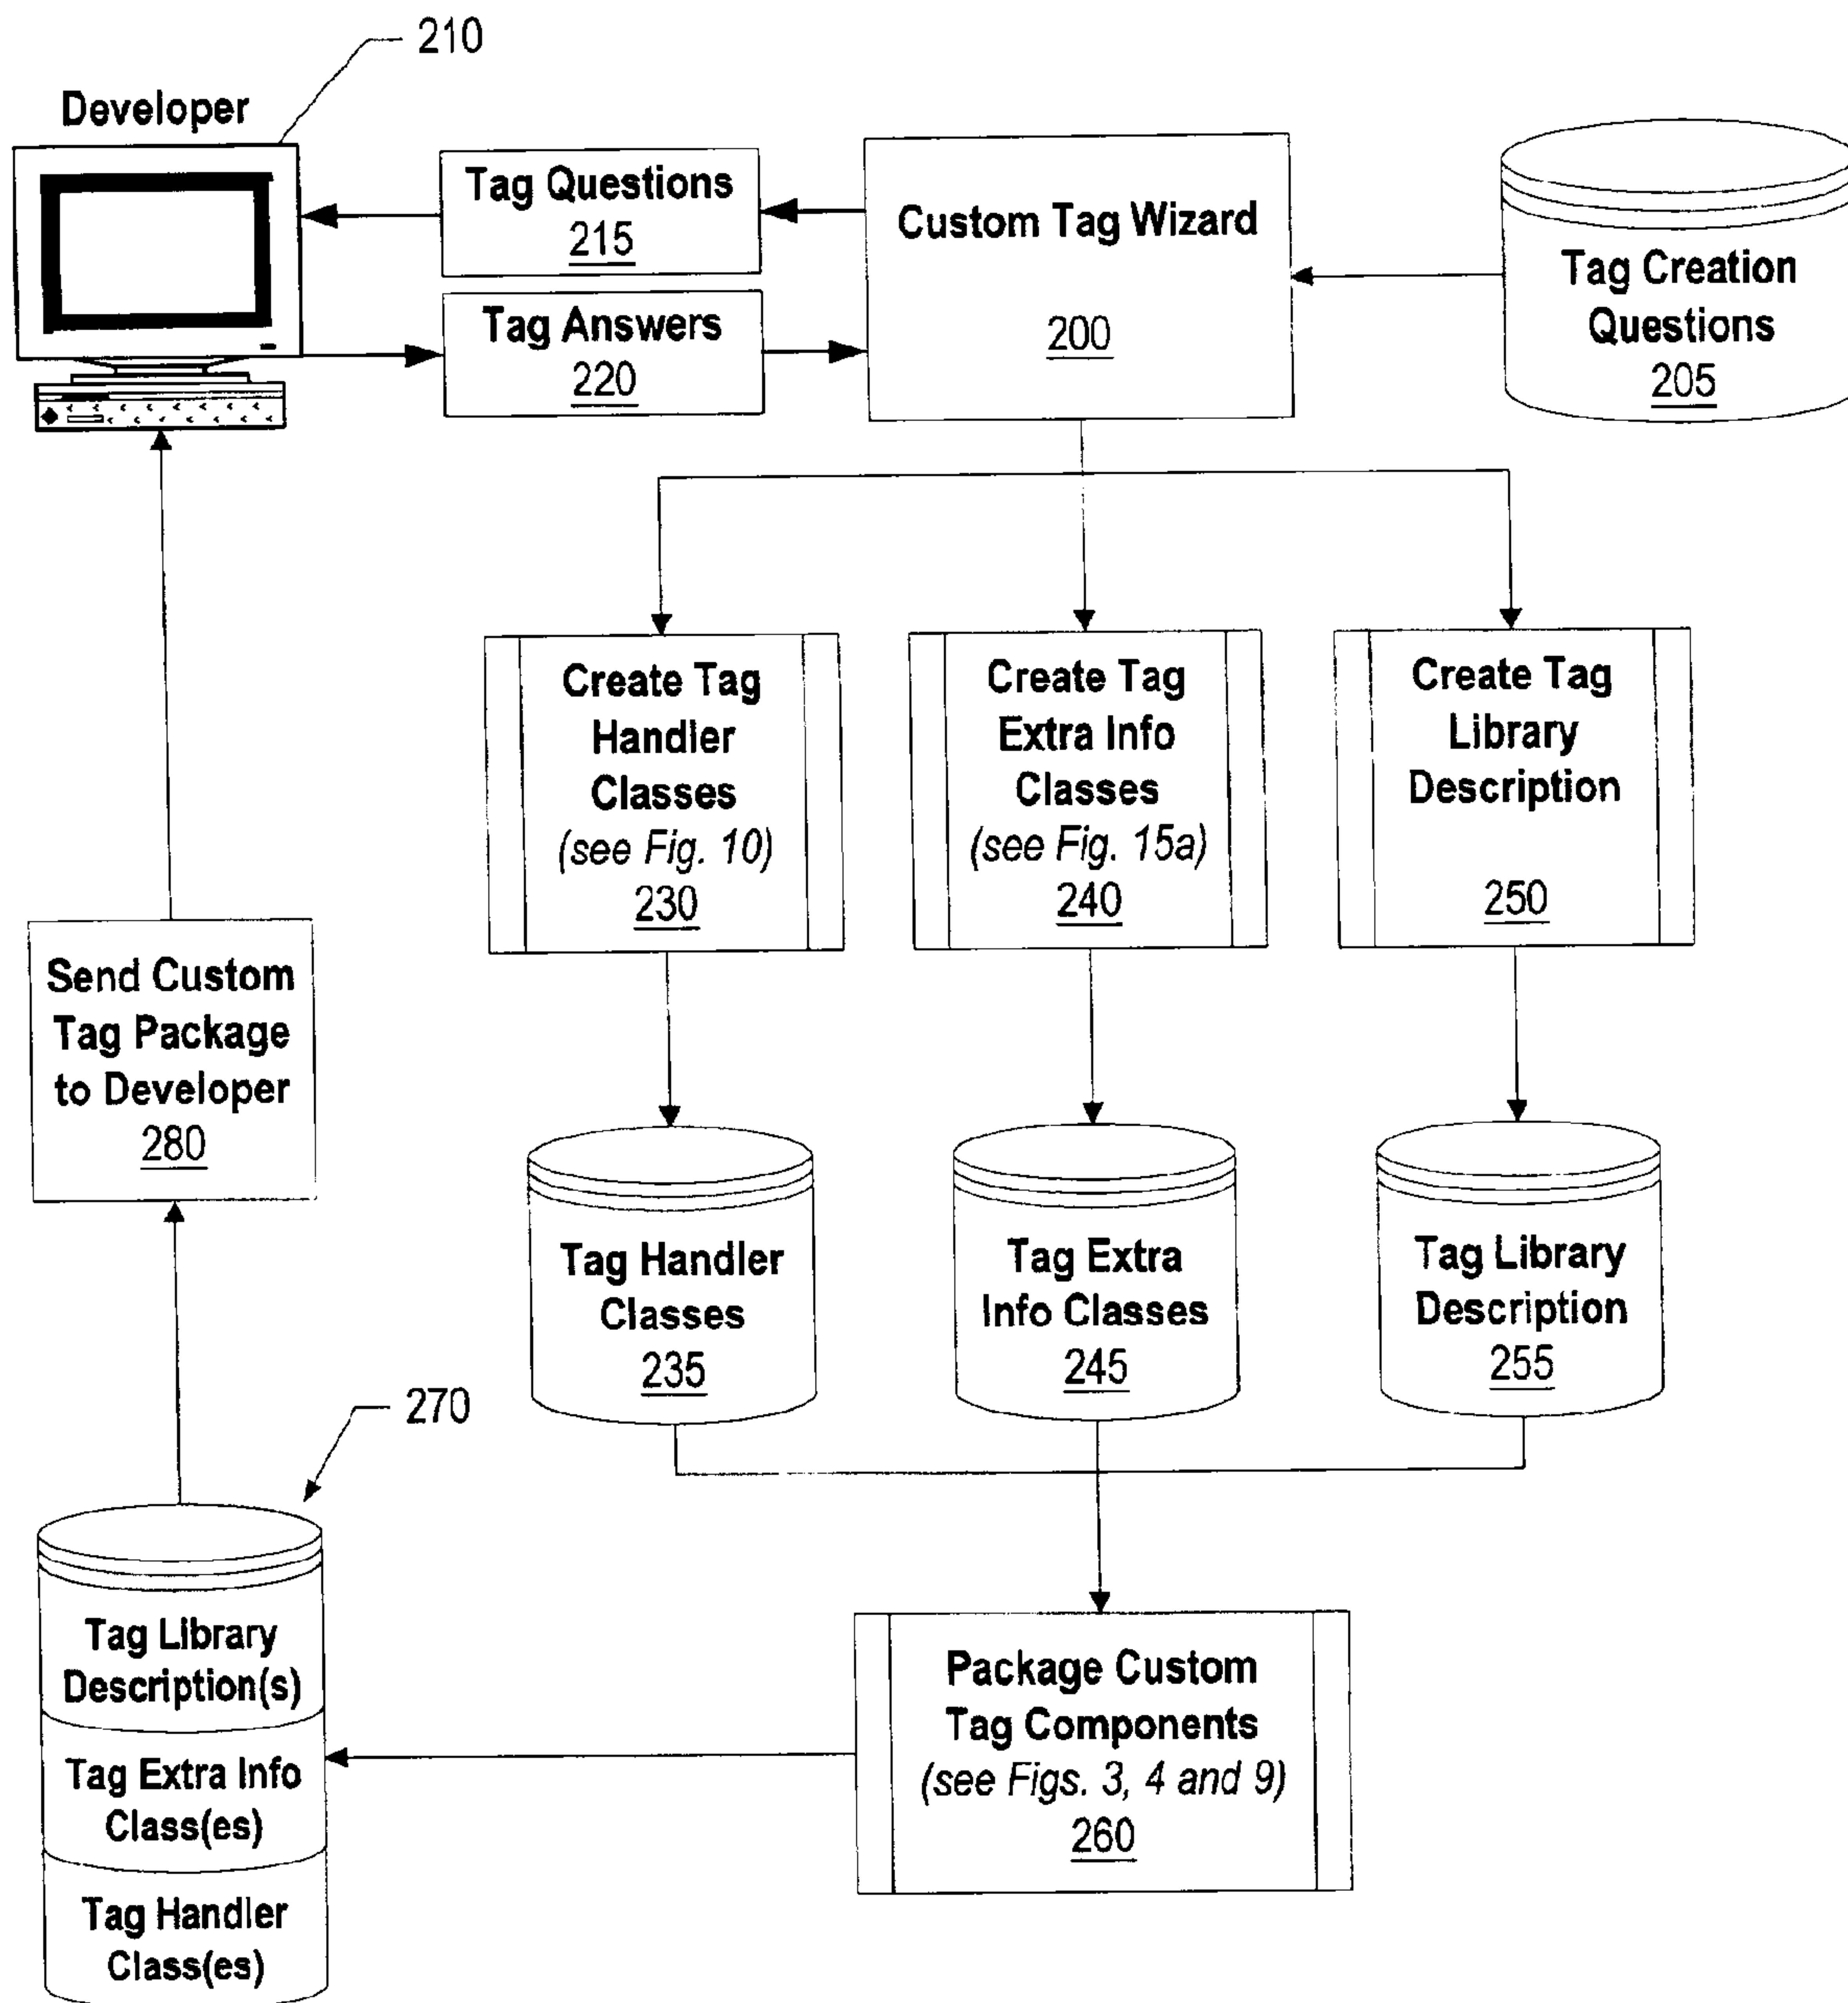 210
Developer
Tag Questions
215
Tag Answers
220
Custom Tag Wizard
200
Tag Creation
Questions
205
Create Tag
Handler
Classes
(see Fig. 10)
230
Create Tag
Extra Info
Classes
(see Fig. 15a)
240
Create Tag
Library
Description
250
Send Custom
Tag Package
to Developer
280
Tag Handler
Classes
235
Tag Extra
Info Classes
245
Tag Library
Description
255
270
Tag Library
Description(s)
Tag Extra Info
Class(es)
Tag Handler
Class(es)
Package Custom
Tag Components
(see Figs. 3, 4 and 9)
260